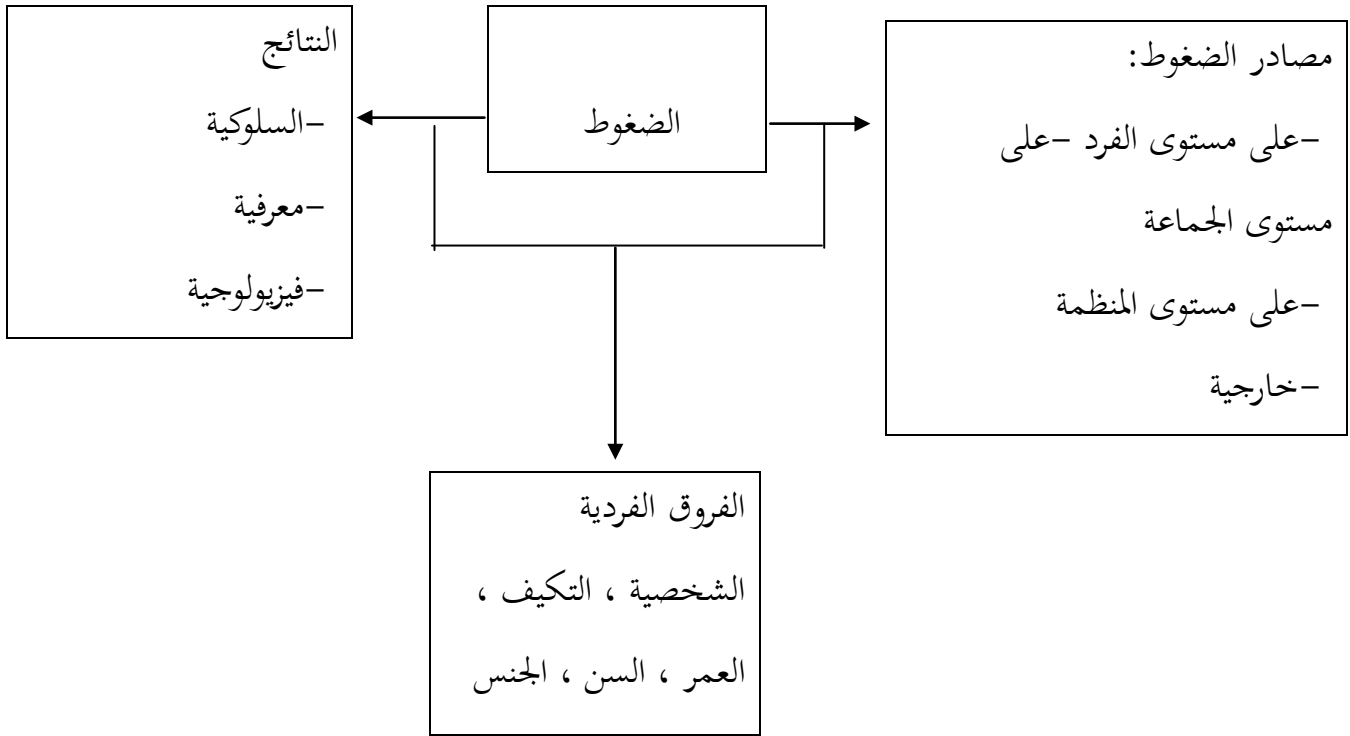 مصادر الضغوط:
–على مستوى الفرد –على
مستوى الجماعة
–على مستوى المنظمة
–خارجية
الضغوط
النتائج
–السلوكية
–معرفية
–فيزيولوجية
الفروق الفردية
الشخصية ، التكيف ،
العمر ، السن ، الجنس